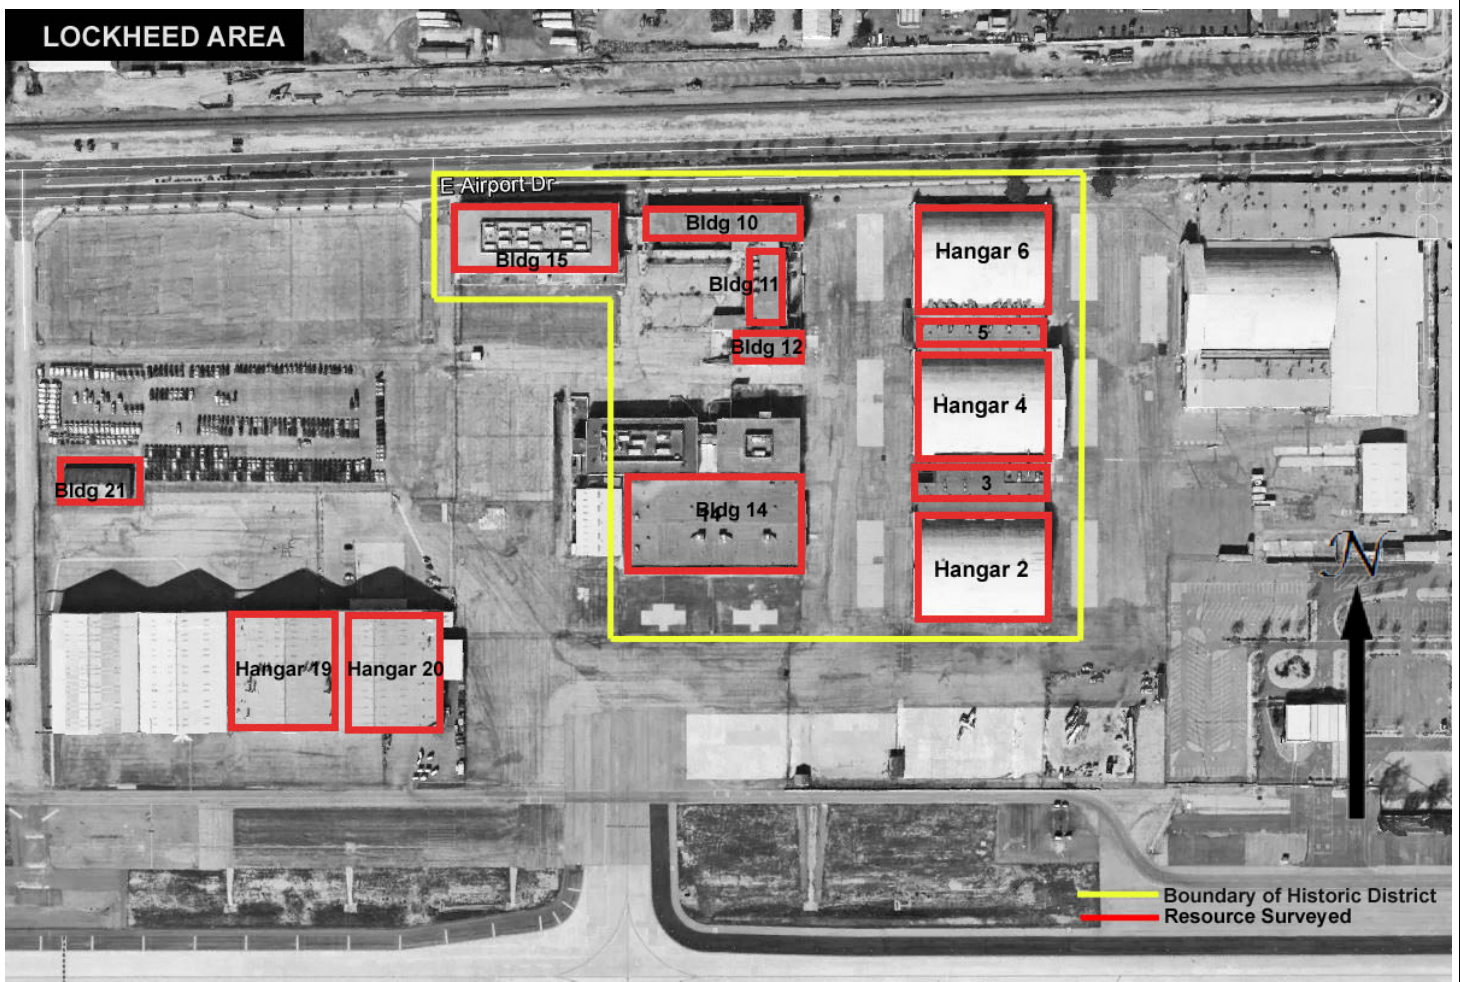 LOCKHEED AREA
E Airport Dr
Bldg 15
Bldg 10
Bldg 11
Bldg 12
Hangar 6
5
Hangar 4
3
Hangar 2
Bldg 14
14
Bldg 21
Hangar 19
Hangar 20
N
Boundary of Historic District
Resource Surveyed